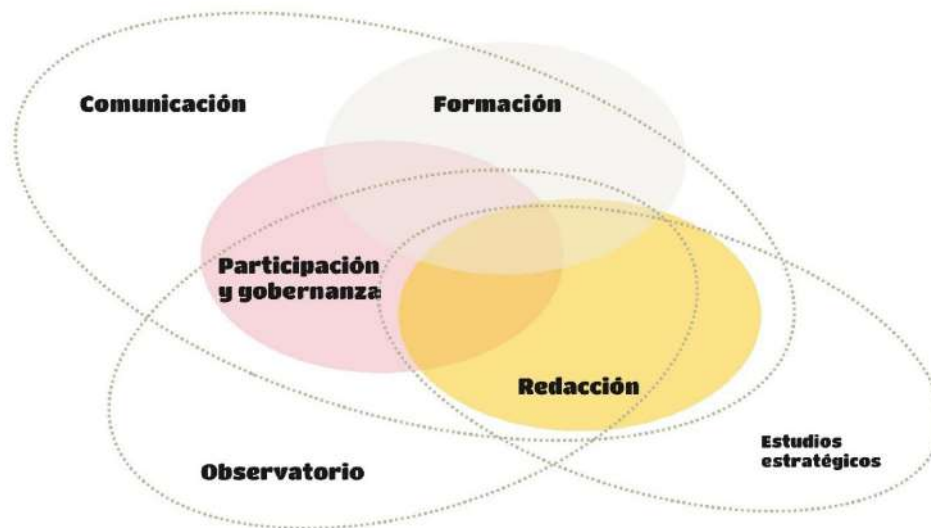 Comunicación
Formación
Participación
y gobernanza
Redacción
Estudios
estratégicos
Observatorio